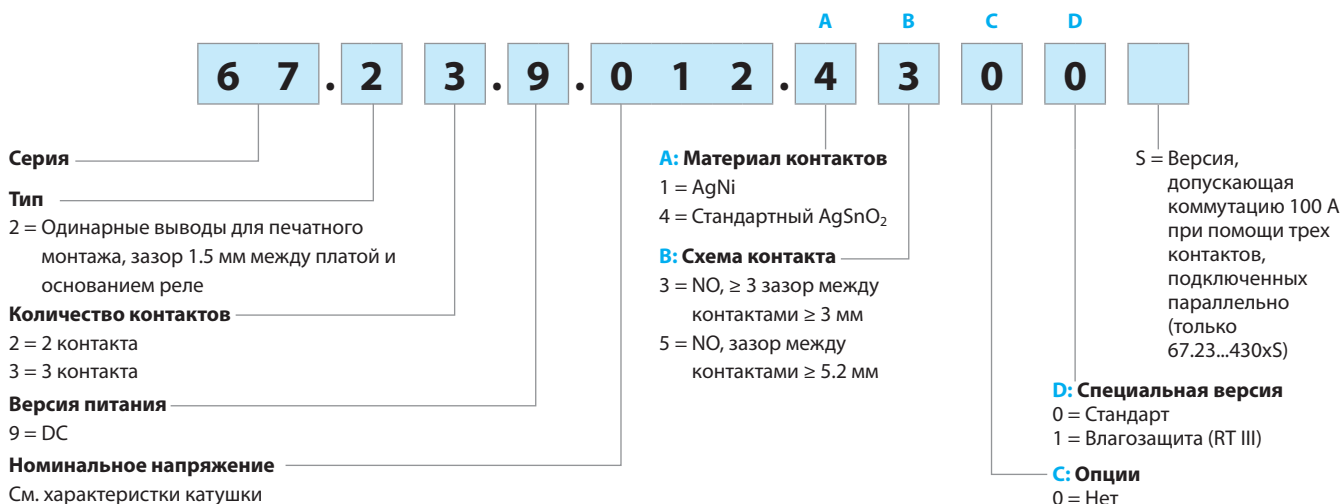 A B C D
6 7 . 2 3 . 9 . 0 1 2 . 4 3 0 0
Серия
Тип
2 = Одинарные выводы для печатного
монтажа, зазор 1.5 мм между платой и
основанием реле
Количество контактов
2 = 2 контакта
3 = 3 контакта
Версия питания
9 = DC
Номинальное напряжение
См. характеристики катушки
A: Материал контактов
1 = AgNi
4 = Стандартный AgSnO₂
B: Схема контакта
3 = NO, ≥ 3 зазор между
контактами ≥ 3 мм
5 = NO, зазор между
контактами ≥ 5.2 мм
S = Версия,
допускающая
коммутацию 100 А
при помощи трех
контактов,
подключенных
параллельно
(только
67.23...430xS)
D: Специальная версия
0 = Стандарт
1 = Влагозащита (RT III)
C: Опции
0 = Нет